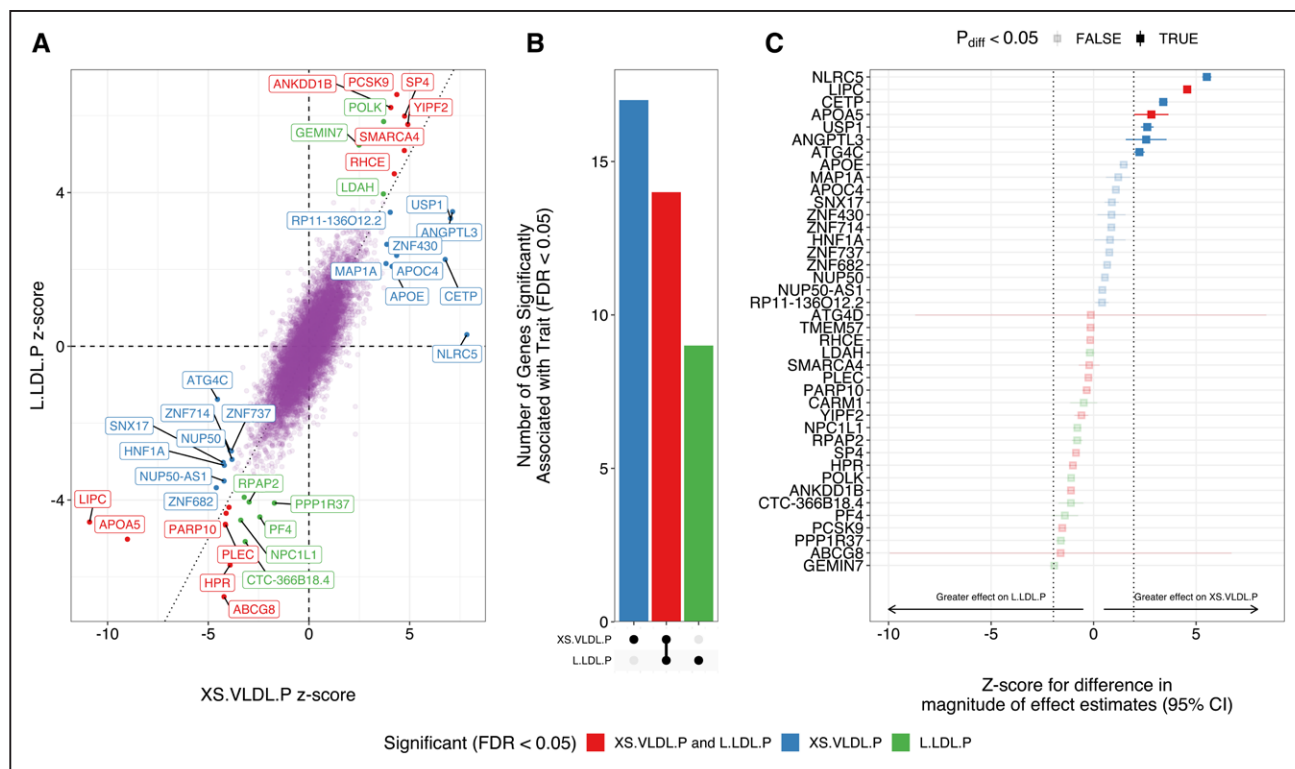 A
B
C
P diff < 0.05 FALSE TRUE
ANKDD1B
PCSK9
SP4
POLK
YIPF2
GEMIN7
SMARCA4
RHCE
LDAH
USP1
RP11-136O12.2
ANGPTL3
ZNF430
MAP1A
APOC4
APOE
CETP
NLRC5
ATG4C
ZNF714
ZNF737
SNX17
NUP50
HNF1A
NUP50-AS1
RPAP2
ZNF682
PPP1R37
LIPC
APOA5
PARP10
PF4
PLEC
NPC1L1
HPR
CTC-366B18.4
ABCG8
4
0
-4
L.LDL.P z-score
-10
-5
0
5
XS.VLDL.P z-score
Number of Genes Significantly
Associated with Trait (FDR < 0.05)
15
10
5
0
XS.VLDL.P
L.LDL.P
NLRC5
LIPC
CETP
APOA5
USP1
ANGPTL3
ATG4C
APOE
MAP1A
APOC4
SNX17
ZNF430
ZNF714
HNF1A
ZNF737
ZNF682
NUP50
NUP50-AS1
RP11-136O12.2
ATG4D
TMEM57
RHCE
LDAH
SMARCA4
PLEC
PARP10
CARM1
YIPF2
NPC1L1
RPAP2
SP4
HPR
POLK
ANKDD1B
CTC-366B18.4
PF4
PCSK9
PPP1R37
ABCG8
GEMIN7
Greater effect on L.LDL.P
Greater effect on XS.VLDL.P
-10
-5
0
5
Z-score for difference in
magnitude of effect estimates (95% CI)
Significant (FDR < 0.05) XS.VLDL.P and L.LDL.P XS.VLDL.P L.LDL.P